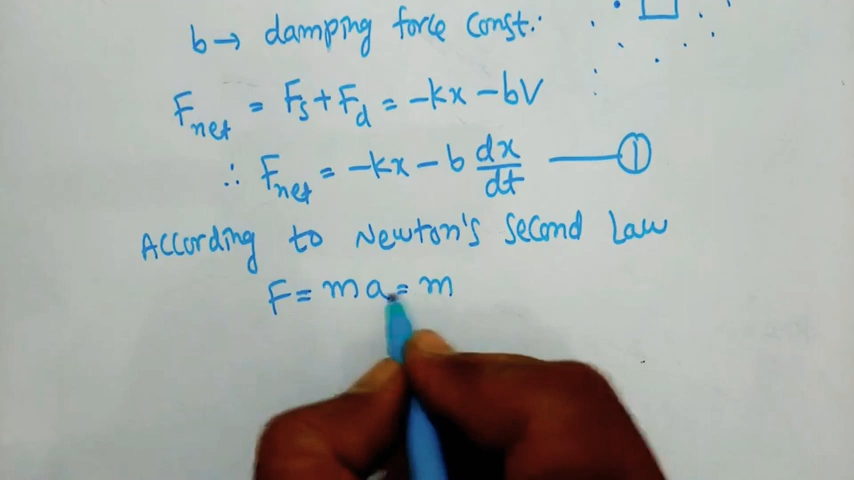 b → damping force const:
Fnet = Fs + Fd = -kx - bv
∴ Fnet = -kx - b dx/dt —— ①
According to Newton's Second Law
F = ma = m